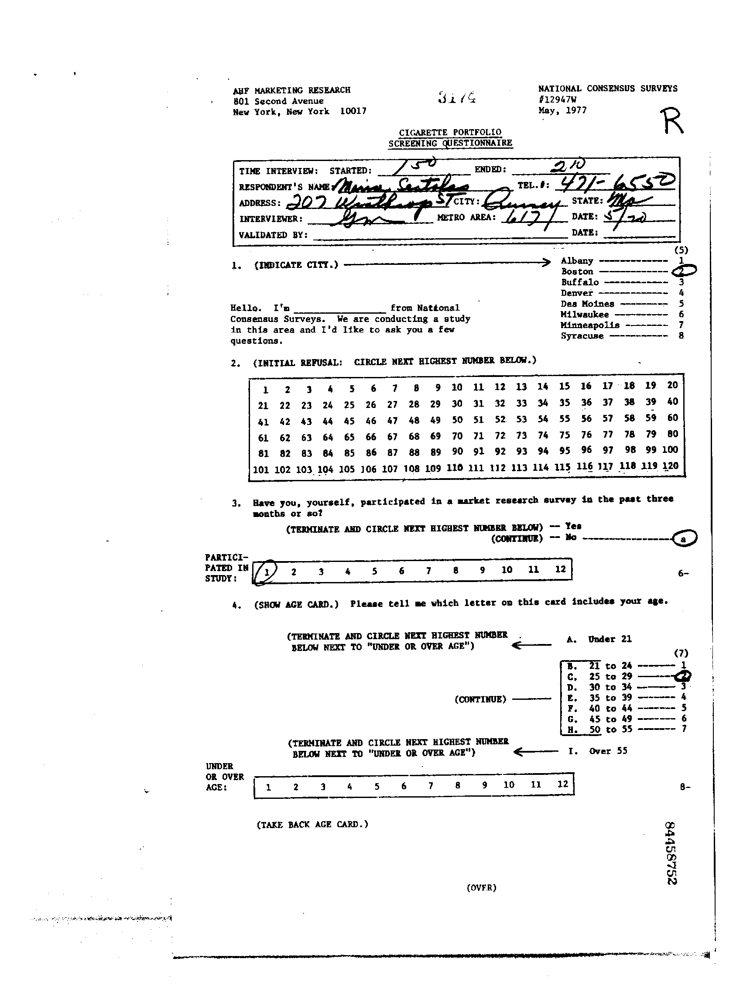 AHF MARKETING RESEARCH
801 Second Avenue
New York, New York 10017
NATIONAL CONSENSUS SURVEYS
#12947W
May, 1977
R
CIGARETTE PORTFOLIO
SCREENING QUESTIONNAIRE
TIME INTERVIEW: STARTED: 150 ENDED: 210
RESPONDENT'S NAME: TEL.#: 471-6550
ADDRESS: 207 Winthrop ST CITY: Quincy STATE: Ma
INTERVIEWER: METRO AREA: 617 DATE: 5/20
VALIDATED BY: DATE:
(5)
1. (INDICATE CITY.)
Albany 1
Boston 2
Buffalo 3
Denver 4
Des Moines 5
Milwaukee 6
Minneapolis 7
Syracuse 8
Hello. I'm ____ from National
Consensus Surveys. We are conducting a study
in this area and I'd like to ask you a few
questions.
2. (INITIAL REFUSAL: CIRCLE NEXT HIGHEST NUMBER BELOW.)
1 2 3 4 5 6 7 8 9 10 11 12 13 14 15 16 17 18 19 20
21 22 23 24 25 26 27 28 29 30 31 32 33 34 35 36 37 38 39 40
41 42 43 44 45 46 47 48 49 50 51 52 53 54 55 56 57 58 59 60
61 62 63 64 65 66 67 68 69 70 71 72 73 74 75 76 77 78 79 80
81 82 83 84 85 86 87 88 89 90 91 92 93 94 95 96 97 98 99 100
101 102 103 104 105 106 107 108 109 110 111 112 113 114 115 116 117 118 119 120
3. Have you, yourself, participated in a market research survey in the past three
months or so?
(TERMINATE AND CIRCLE NEXT HIGHEST NUMBER BELOW) -- Yes
(CONTINUE) -- No a
PARTICI-
PATED IN
STUDY:
1 2 3 4 5 6 7 8 9 10 11 12
6-
4. (SHOW AGE CARD.) Please tell me which letter on this card includes your age.
(TERMINATE AND CIRCLE NEXT HIGHEST NUMBER
BELOW NEXT TO "UNDER OR OVER AGE")
A. Under 21
(7)
B. 21 to 24 1
C. 25 to 29 2
D. 30 to 34 3
(CONTINUE)
E. 35 to 39 4
F. 40 to 44 5
G. 45 to 49 6
H. 50 to 55 7
(TERMINATE AND CIRCLE NEXT HIGHEST NUMBER
BELOW NEXT TO "UNDER OR OVER AGE")
I. Over 55
UNDER
OR OVER
AGE:
1 2 3 4 5 6 7 8 9 10 11 12
8-
(TAKE BACK AGE CARD.)
84458752
(OVER)